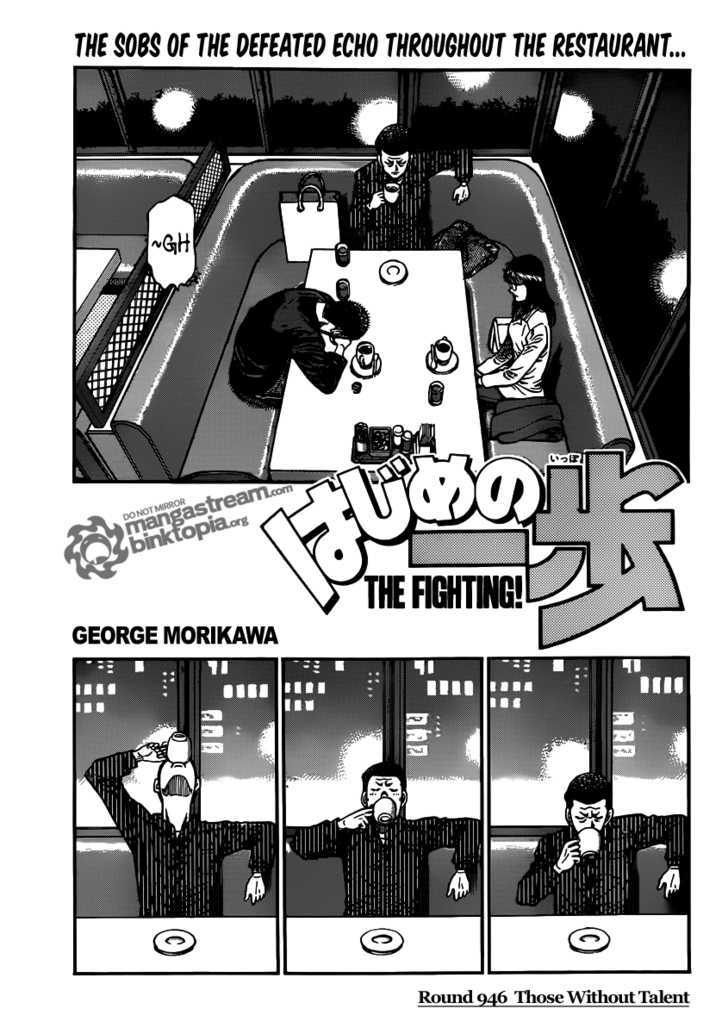 THE SOBS OF THE DEFEATED ECHO THROUGHOUT THE RESTAURANT...
~GH
DO NOT MIRROR
mangastream.com
binktopia.org
いっぽ
はじめの一歩
THE FIGHTING!
GEORGE MORIKAWA
Round 946 Those Without Talent